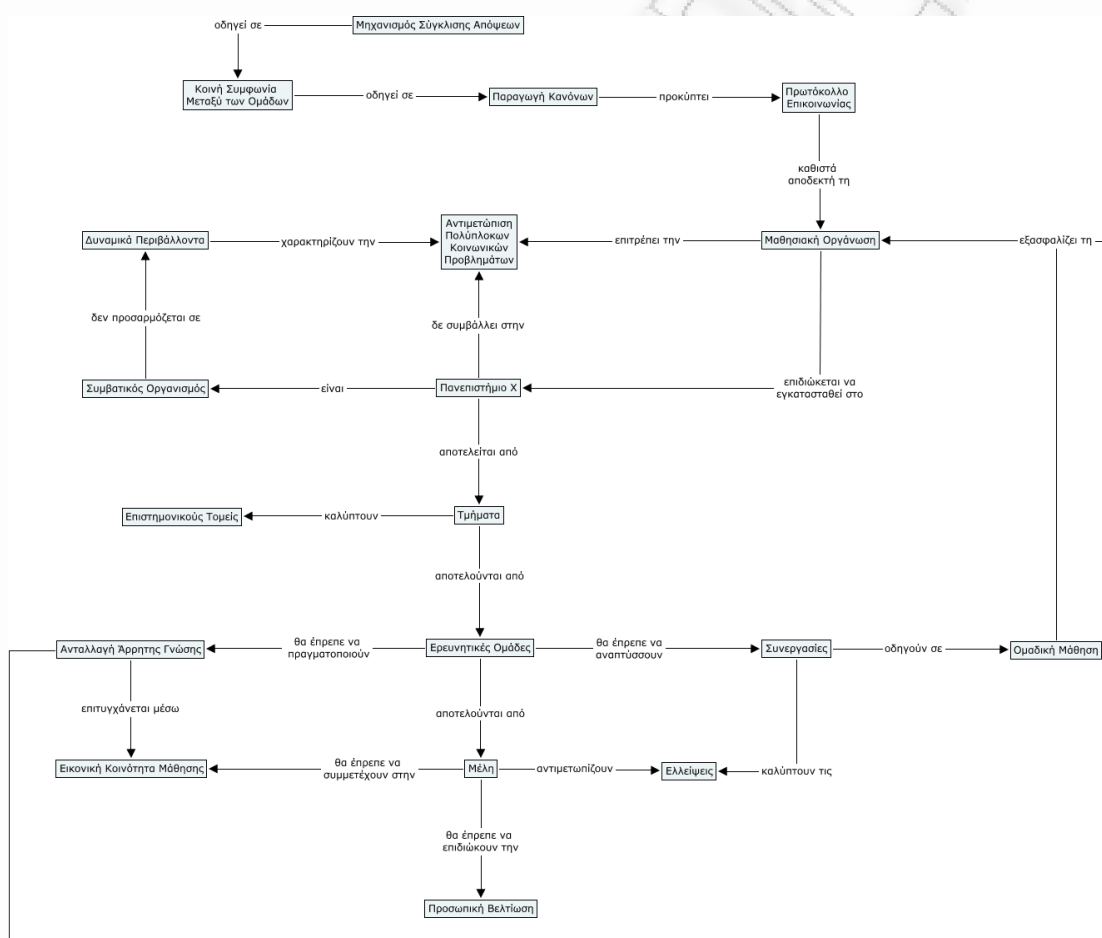 οδηγεί σε
Μηχανισμός Σύγκλισης Απόψεων
Κοινή Συμφωνία
Μεταξύ των Ομάδων
οδηγεί σε
Παραγωγή Κανόνων
προκύπτει
Πρωτόκολλο
Επικοινωνίας
καθιστά
αποδεκτή τη
Δυναμικά Περιβάλλοντα
χαρακτηρίζουν την
Αντιμετώπιση
Πολύπλοκων
Κοινωνικών
Προβλημάτων
επιτρέπει την
Μαθησιακή Οργάνωση
εξασφαλίζει τη
δεν προσαρμόζεται σε
δε συμβάλλει στην
Συμβατικός Οργανισμός
είναι
Πανεπιστήμιο Χ
επιδιώκεται να
εγκατασταθεί στο
αποτελείται από
Επιστημονικούς Τομείς
καλύπτουν
Τμήματα
αποτελούνται από
Ανταλλαγή Άρρητης Γνώσης
θα έπρεπε να
πραγματοποιούν
Ερευνητικές Ομάδες
θα έπρεπε να
αναπτύσσουν
Συνεργασίες
οδηγούν σε
Ομαδική Μάθηση
επιτυγχάνεται μέσω
αποτελούνται από
Εικονική Κοινότητα Μάθησης
θα έπρεπε να
συμμετέχουν στην
Μέλη
αντιμετωπίζουν
Ελλείψεις
καλύπτουν τις
θα έπρεπε να
επιδιώκουν την
Προσωπική Βελτίωση